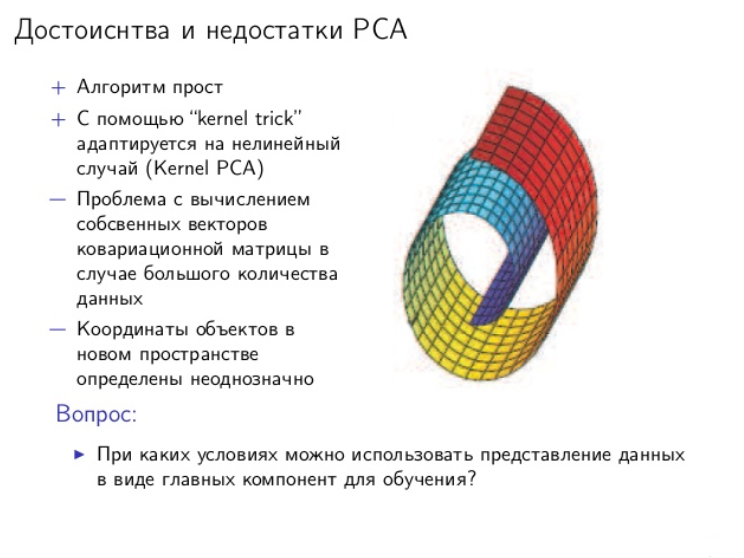 Достоиснтва и недостатки PCA
+ Алгоритм прост
+ С помощью “kernel trick”
адаптируется на нелинейный
случай (Kernel PCA)
— Проблема с вычислением
собсвенных векторов
ковариационной матрицы в
случае большого количества
данных
— Координаты объектов в
новом пространстве
определены неоднозначно
Вопрос:
▶ При каких условиях можно использовать представление данных
в виде главных компонент для обучения?